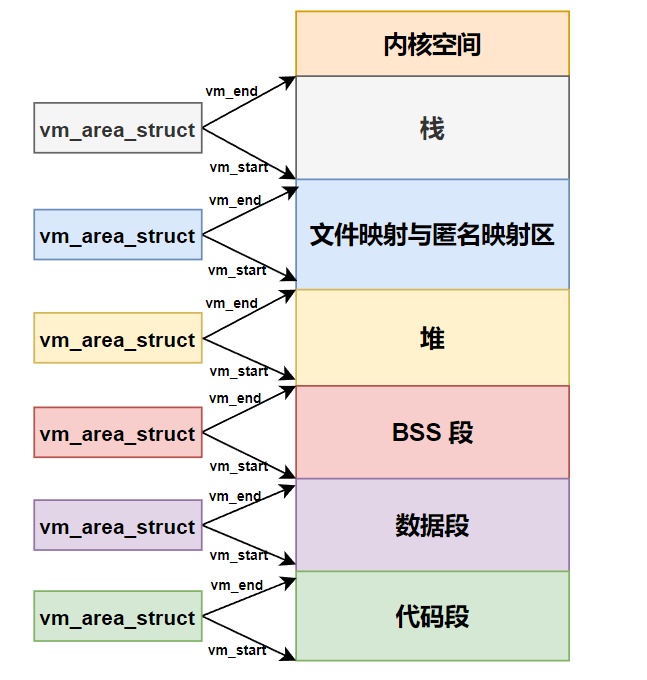 内核空间
vm_end
vm_area_struct
栈
vm_start
vm_end
vm_area_struct
文件映射与匿名映射区
vm_start
vm_end
vm_area_struct
堆
vm_start
vm_end
vm_area_struct
BSS 段
vm_start
vm_end
vm_area_struct
数据段
vm_start
vm_end
vm_area_struct
代码段
vm_start